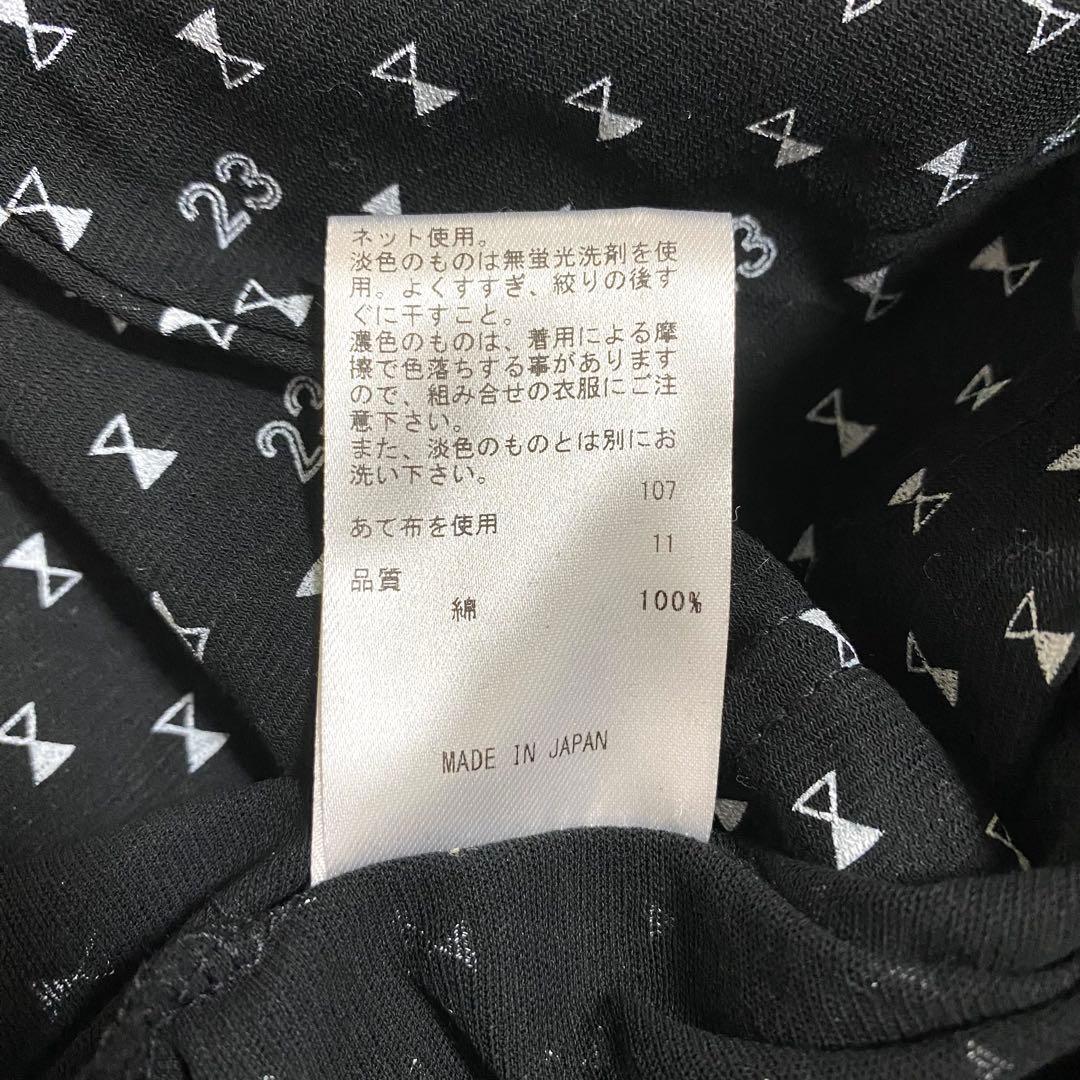 23
3
23
ネット使用。
淡色のものは無蛍光洗剤を使
用。よくすすぎ、絞りの後す
ぐに干すこと。
濃色のものは、着用による摩
擦で色落ちする事があります
ので、組み合せの衣服にご注
意下さい。
また、淡色のものとは別にお
洗い下さい。
107
あて布を使用
11
品質
綿 100%
MADE IN JAPAN